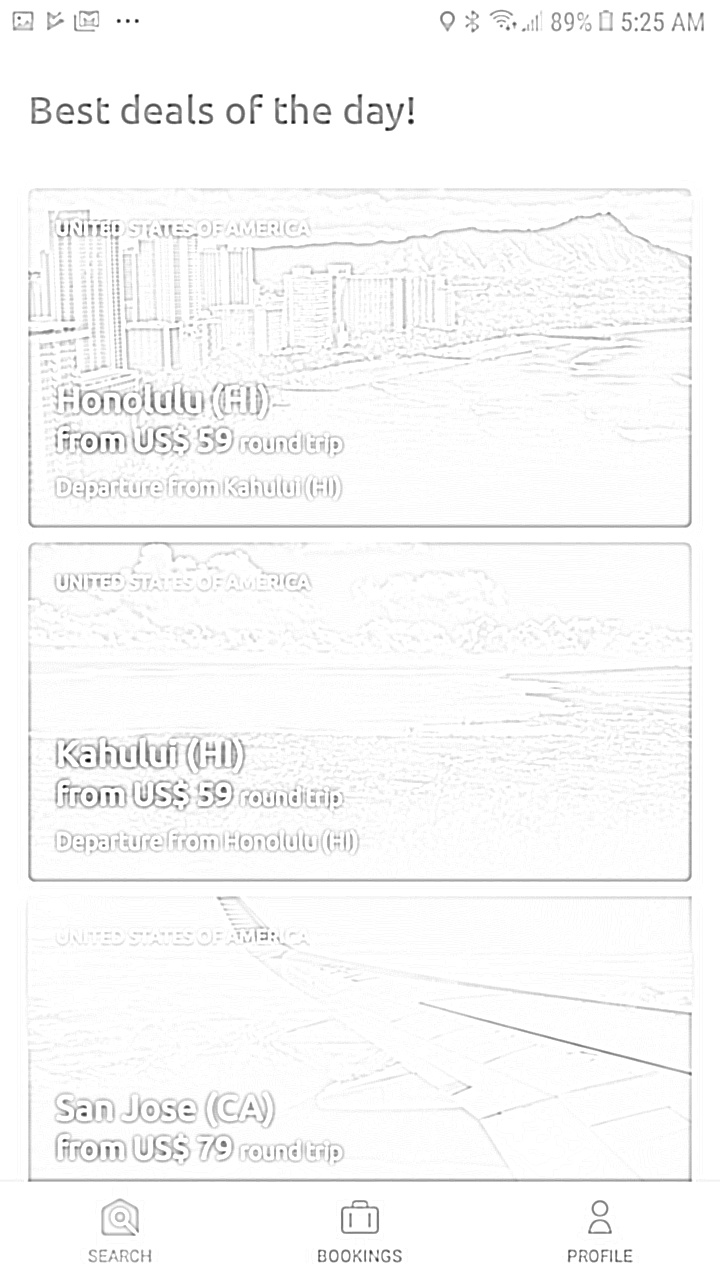 89% 5:25 AM
Best deals of the day!
UNITED STATES OF AMERICA
Honolulu (HI)
from US$ 59 round trip
Departure from Kahului (HI)
UNITED STATES OF AMERICA
Kahului (HI)
from US$ 59 round trip
Departure from Honolulu (HI)
UNITED STATES OF AMERICA
San Jose (CA)
from US$ 79 round trip
SEARCH BOOKINGS PROFILE